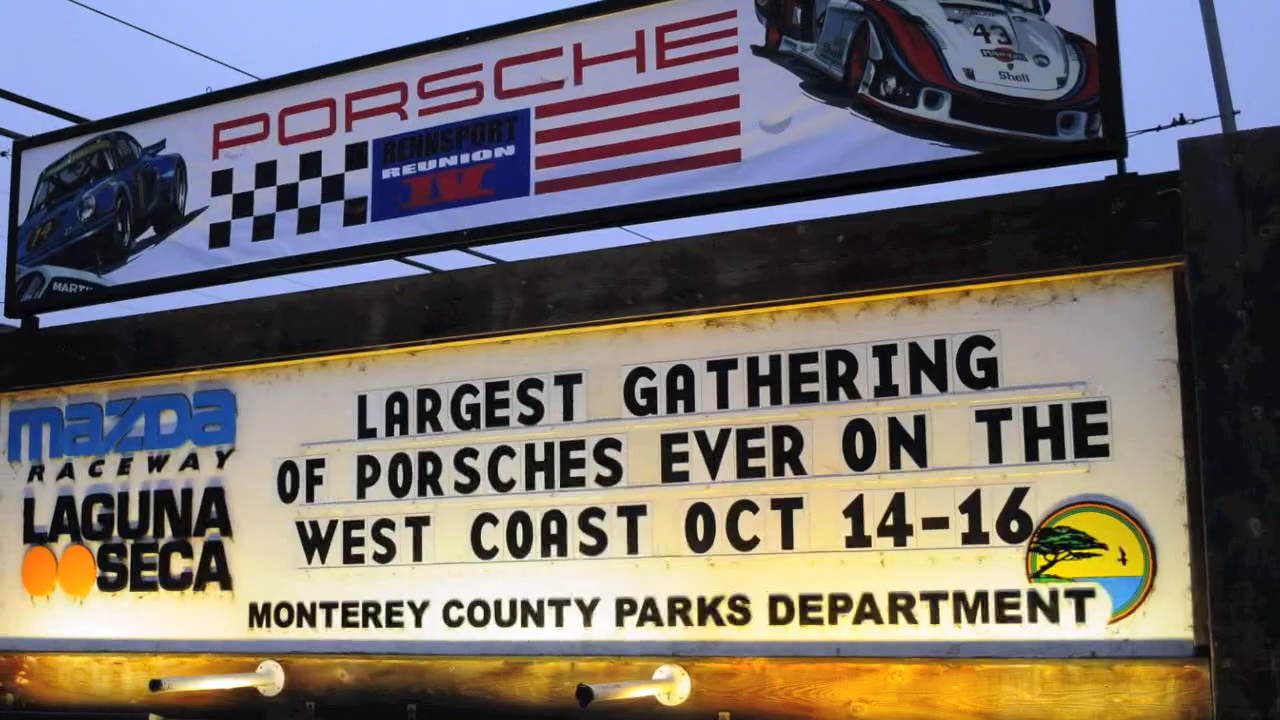 PORSCHE
RENNSPORT
REUNION
IV
43
MARTINI
Shell
mazda
RACEWAY
LAGUNA
SECA
LARGEST GATHERING
OF PORSCHES EVER ON THE
WEST COAST OCT 14-16
MONTEREY COUNTY PARKS DEPARTMENT